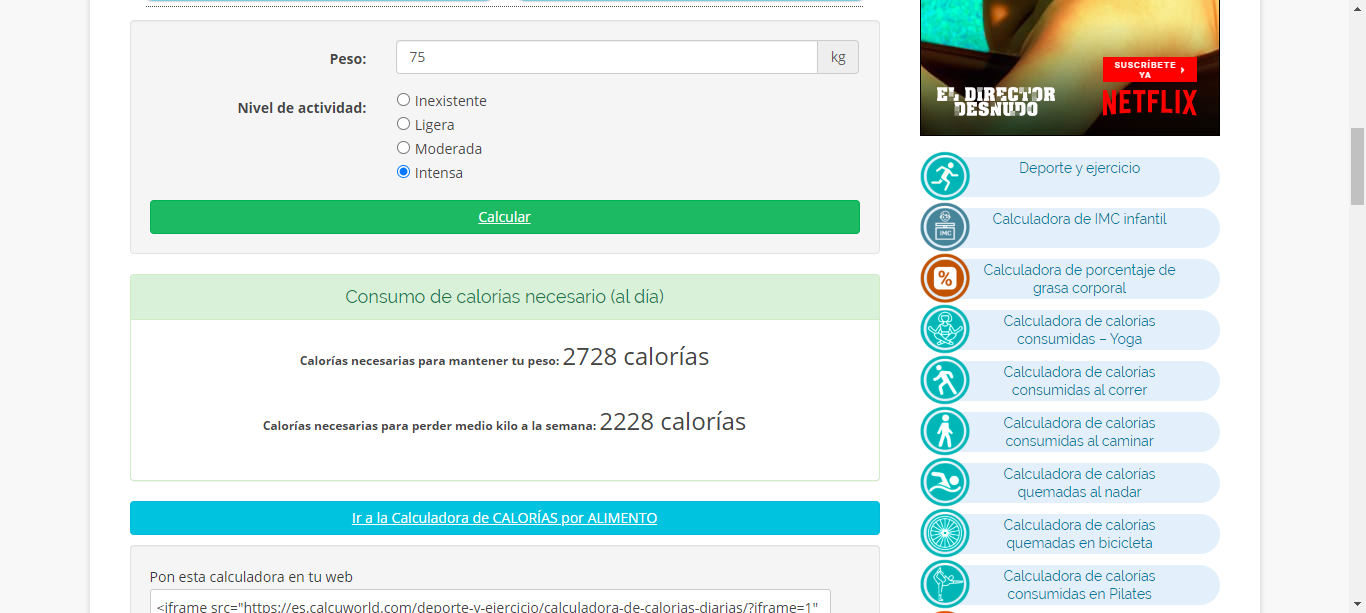 Peso:
75
kg
Nivel de actividad:
Inexistente
Ligera
Moderada
Intensa
Calcular
Consumo de calorías necesario (al día)
Calorías necesarias para mantener tu peso: 2728 calorías
Calorías necesarias para perder medio kilo a la semana: 2228 calorías
Ir a la Calculadora de CALORÍAS por ALIMENTO
Pon esta calculadora en tu web
<iframe src="https://es.calcuworld.com/deporte-y-ejercicio/calculadora-de-calorias-diarias/?iframe=1"
SUSCRÍBETE
YA
EL DIRECTOR
DESNUDO
NETFLIX
Deporte y ejercicio
IMC
Calculadora de IMC infantil
%
Calculadora de porcentaje de
grasa corporal
Calculadora de calorías
consumidas – Yoga
Calculadora de calorías
consumidas al correr
Calculadora de calorías
consumidas al caminar
Calculadora de calorías
quemadas al nadar
Calculadora de calorías
quemadas en bicicleta
Calculadora de calorías
consumidas en Pilates